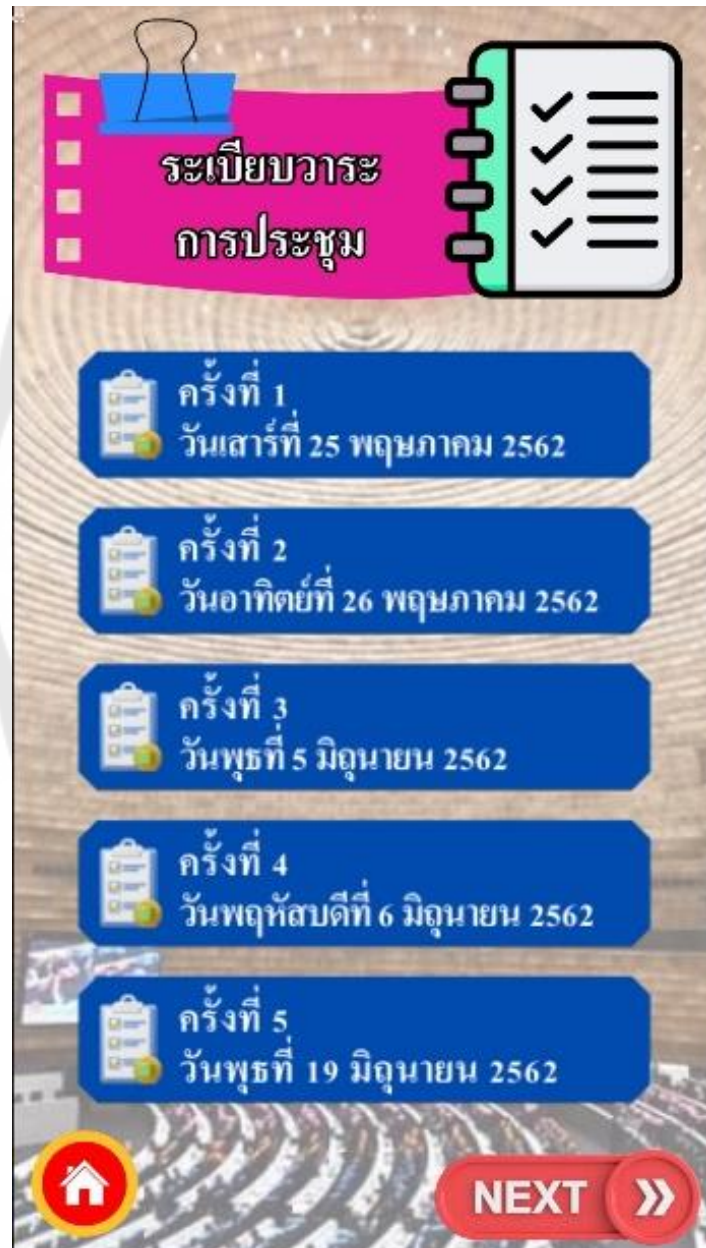 ระเบียบวาระ
การประชุม
ครั้งที่ 1
วันเสาร์ที่ 25 พฤษภาคม 2562
ครั้งที่ 2
วันอาทิตย์ที่ 26 พฤษภาคม 2562
ครั้งที่ 3
วันพุธที่ 5 มิถุนายน 2562
ครั้งที่ 4
วันพฤหัสบดีที่ 6 มิถุนายน 2562
ครั้งที่ 5
วันพุธที่ 19 มิถุนายน 2562
NEXT